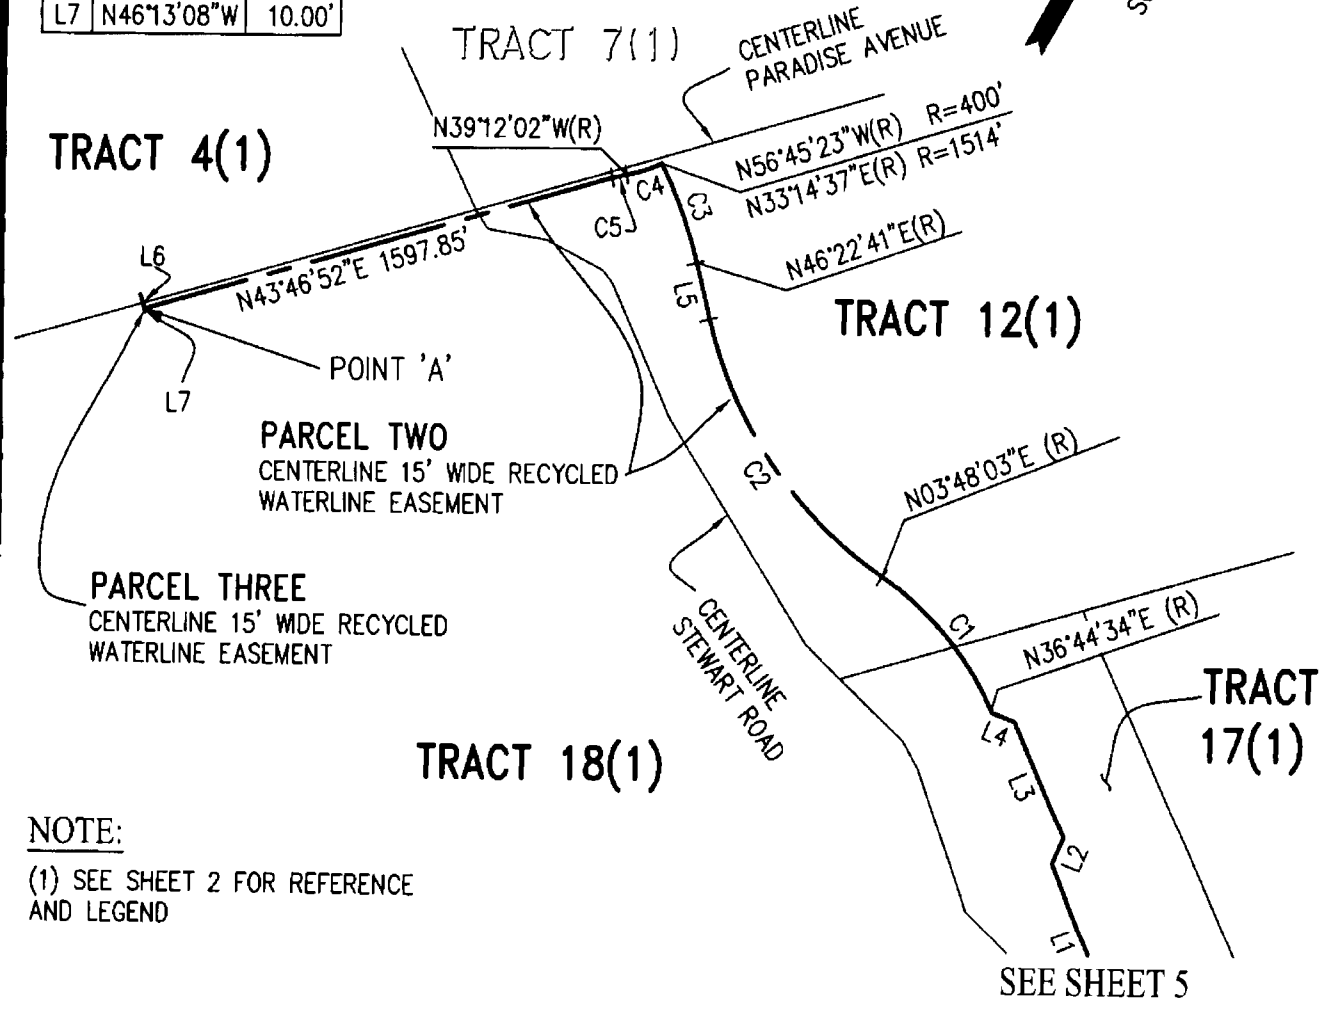 L7 N46°13'08"W 10.00'
TRACT 7(1)
CENTERLINE
PARADISE AVENUE
TRACT 4(1)
N39°12'02"W(R)
N56°45'23"W(R) R=400'
N33°14'37"E(R) R=1514'
C4
C3
C5
L6
N43°46'52"E 1597.85'
N46°22'41"E(R)
L5
TRACT 12(1)
POINT 'A'
L7
PARCEL TWO
CENTERLINE 15' WIDE RECYCLED
WATERLINE EASEMENT
C2
N03°48'03"E (R)
PARCEL THREE
CENTERLINE 15' WIDE RECYCLED
WATERLINE EASEMENT
CENTERLINE
STEWART ROAD
C1
N36°44'34"E (R)
TRACT
17(1)
L4
TRACT 18(1)
L3
NOTE:
(1) SEE SHEET 2 FOR REFERENCE
AND LEGEND
L2
L1
SEE SHEET 5